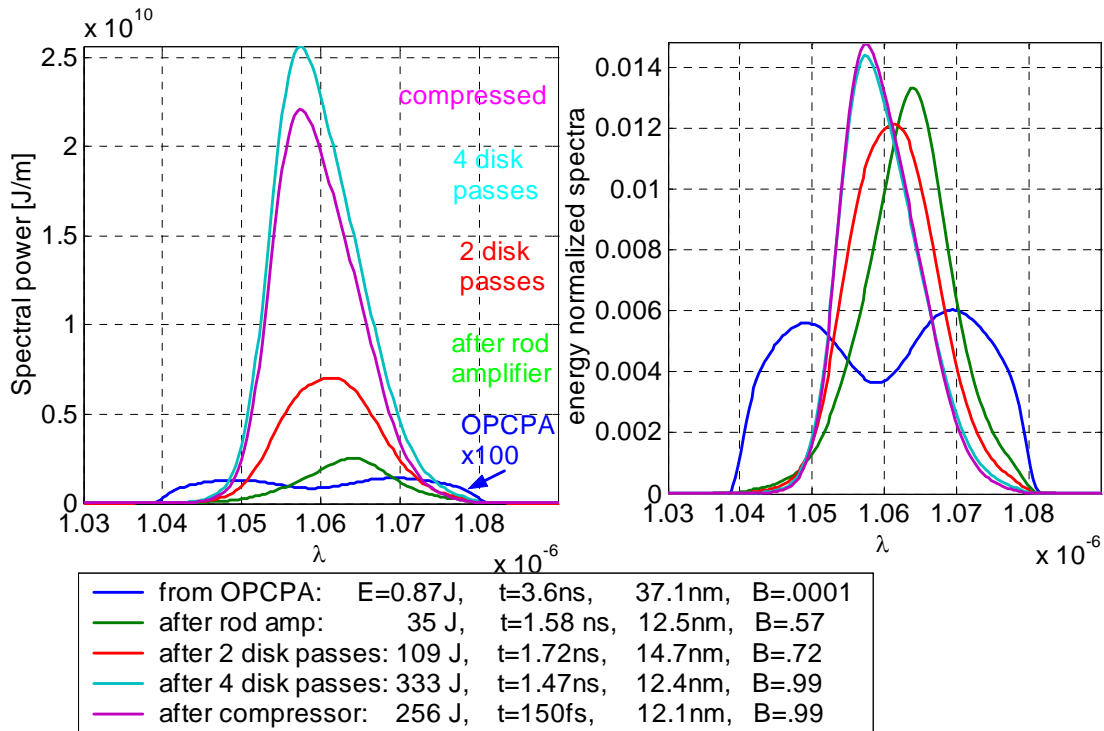 x 10^10
2.5
2
1.5
1
0.5
0
Spectral power [J/m]
compressed
4 disk
passes
2 disk
passes
after rod
amplifier
OPCPA
x100
1.03 1.04 1.05 1.06 1.07 1.08
λ
x 10^-6
0.014
0.012
0.01
0.008
0.006
0.004
0.002
0
energy normalized spectra
1.03 1.04 1.05 1.06 1.07 1.08
λ
x 10^-6
from OPCPA: E=0.87J, t=3.6ns, 37.1nm, B=.0001
after rod amp: 35 J, t=1.58 ns, 12.5nm, B=.57
after 2 disk passes: 109 J, t=1.72ns, 14.7nm, B=.72
after 4 disk passes: 333 J, t=1.47ns, 12.4nm, B=.99
after compressor: 256 J, t=150fs, 12.1nm, B=.99